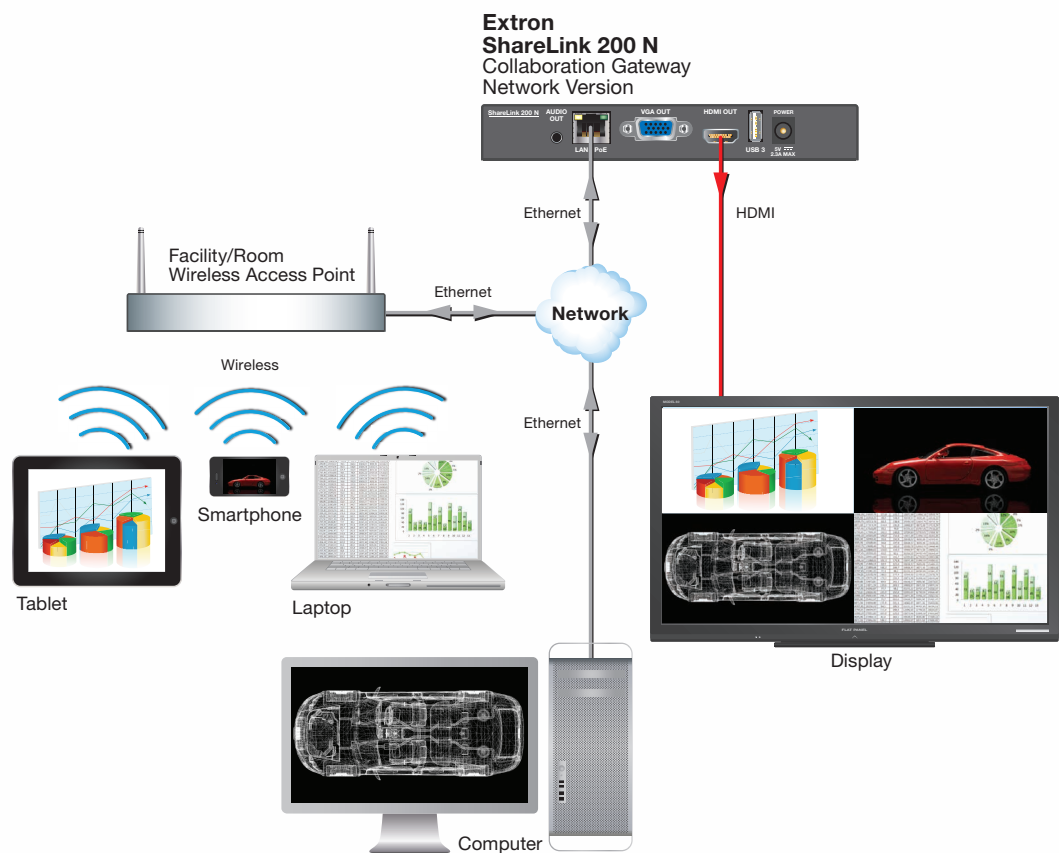 Extron
ShareLink 200 N
Collaboration Gateway
Network Version
ShareLink 200 N
AUDIO
OUT
VGA OUT
HDMI OUT
POWER
LAN
PoE
USB 3
5V
2.3A MAX
Ethernet
HDMI
Facility/Room
Wireless Access Point
Ethernet
Network
Wireless
Ethernet
Smartphone
Tablet
Laptop
FLAT PANEL
Display
Computer